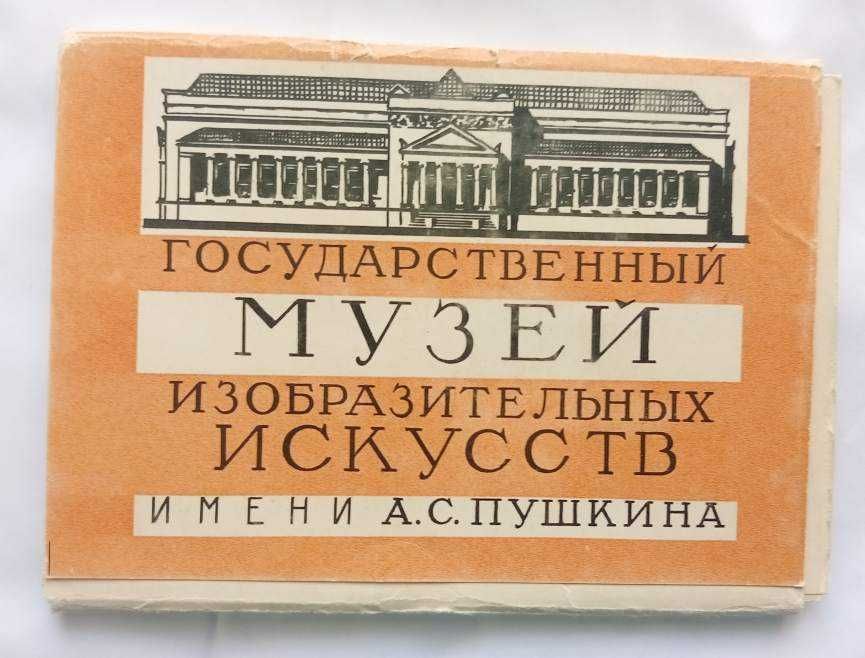 ГОСУДАРСТВЕННЫЙ
МУЗЕЙ
ИЗОБРАЗИТЕЛЬНЫХ
ИСКУССТВ
ИМЕНИ А.С.ПУШКИНА